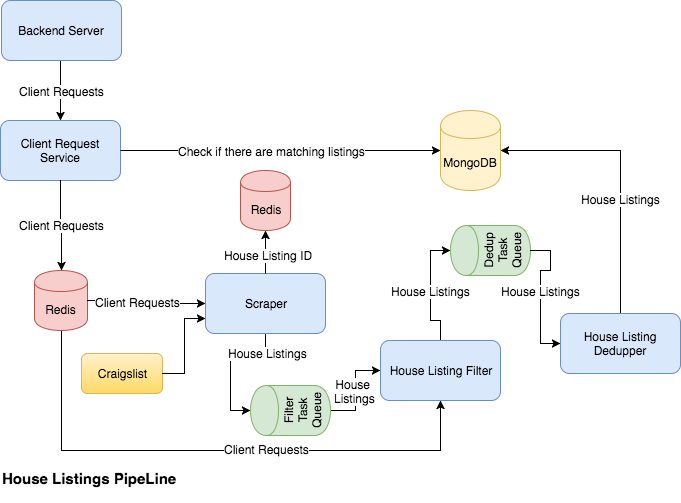 Backend Server
Client Requests
Client Request
Service
Check if there are matching listings
MongoDB
Client Requests
Redis
House Listings
Dedup
Task
Queue
House Listing ID
House Listings
House Listings
Redis
Client Requests
Scraper
House Listing
Dedupper
House Listings
Craigslist
House Listing Filter
House
Listings
Filter
Task
Queue
Client Requests
House Listings PipeLine